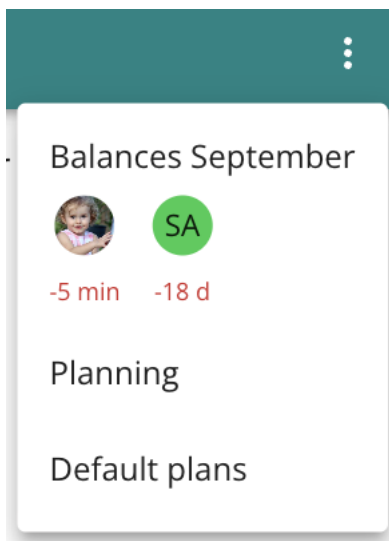 Balances September
SA
-5 min -18 d
Planning
Default plans